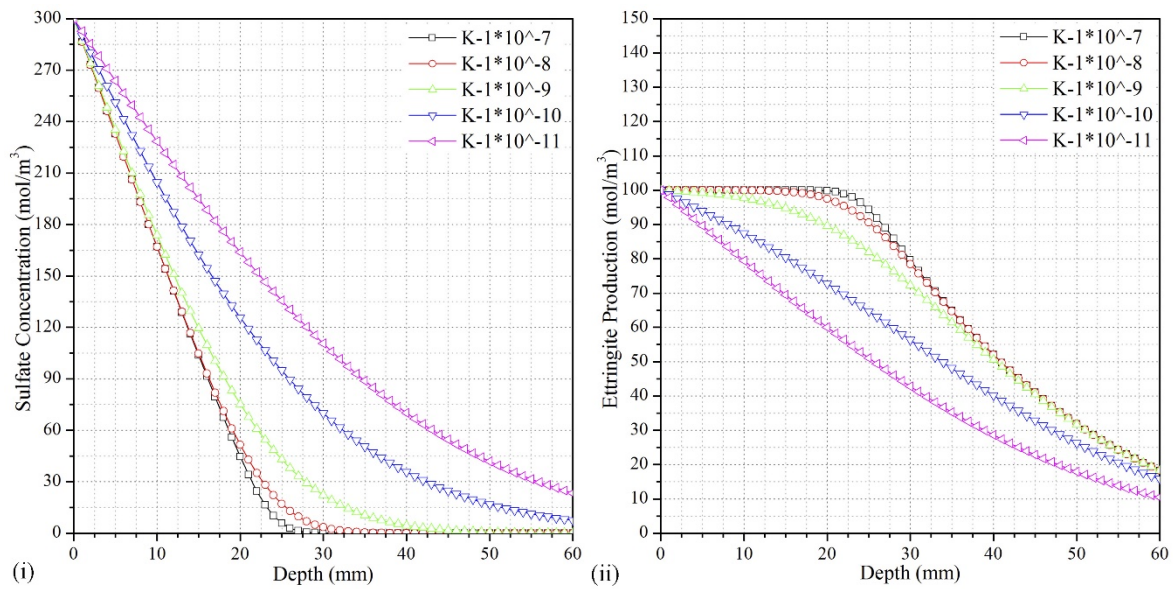 300
270
240
210
180
150
120
90
60
30
0
Sulfate Concentration (mol/m³)
K-1*10^-7
K-1*10^-8
K-1*10^-9
K-1*10^-10
K-1*10^-11
0 10 20 30 40 50 60
Depth (mm)
(i)
150
140
130
120
110
100
90
80
70
60
50
40
30
20
10
0
Ettringite Production (mol/m³)
K-1*10^-7
K-1*10^-8
K-1*10^-9
K-1*10^-10
K-1*10^-11
0 10 20 30 40 50 60
Depth (mm)
(ii)